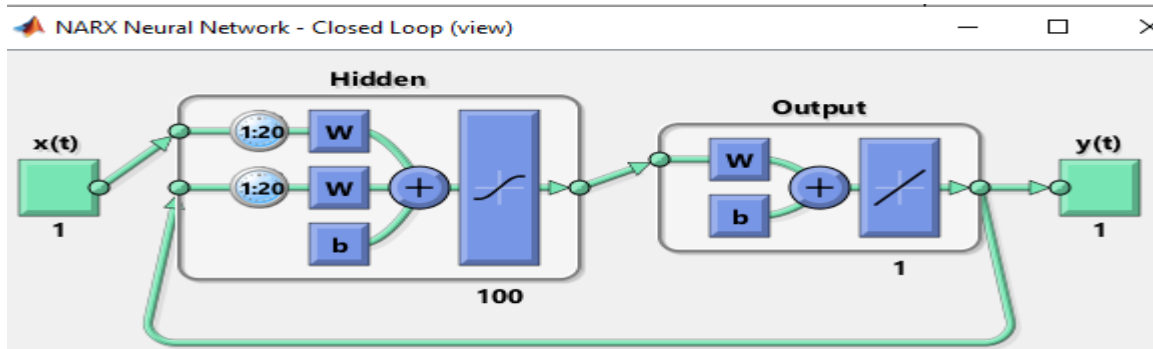 NARX Neural Network - Closed Loop (view)
Hidden
x(t)
1
1:20
W
1:20
W
b
100
Output
W
b
1
y(t)
1